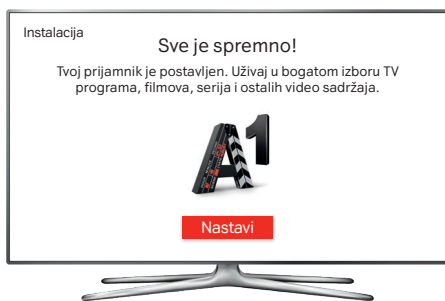 Instalacija
Sve je spremno!
Tvoj prijamnik je postavljen. Uživaj u bogatom izboru TV
programa, filmova, serija i ostalih video sadržaja.
A1
Nastavi